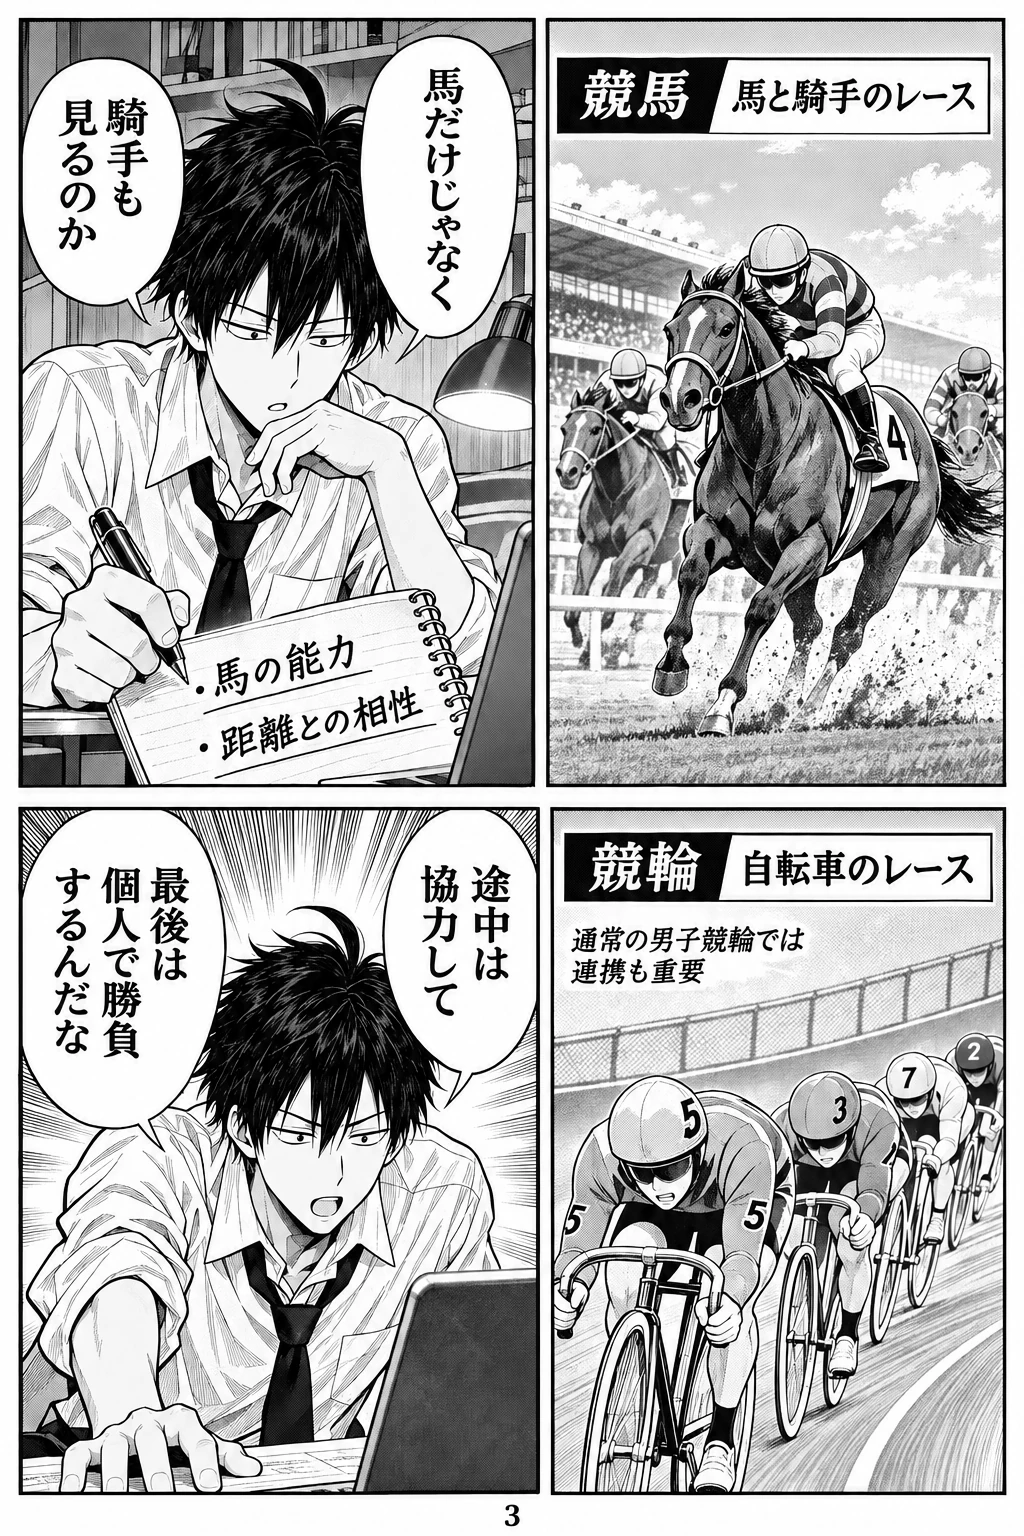 競馬
馬と騎手のレース
4
馬だけじゃなく
騎手も
見るのか
・馬の能力
・距離との相性
競輪
自転車のレース
通常の男子競輪では
連携も重要
2
7
3
5
5
5
途中は
協力して
最後は
個人で勝負
するんだな
3